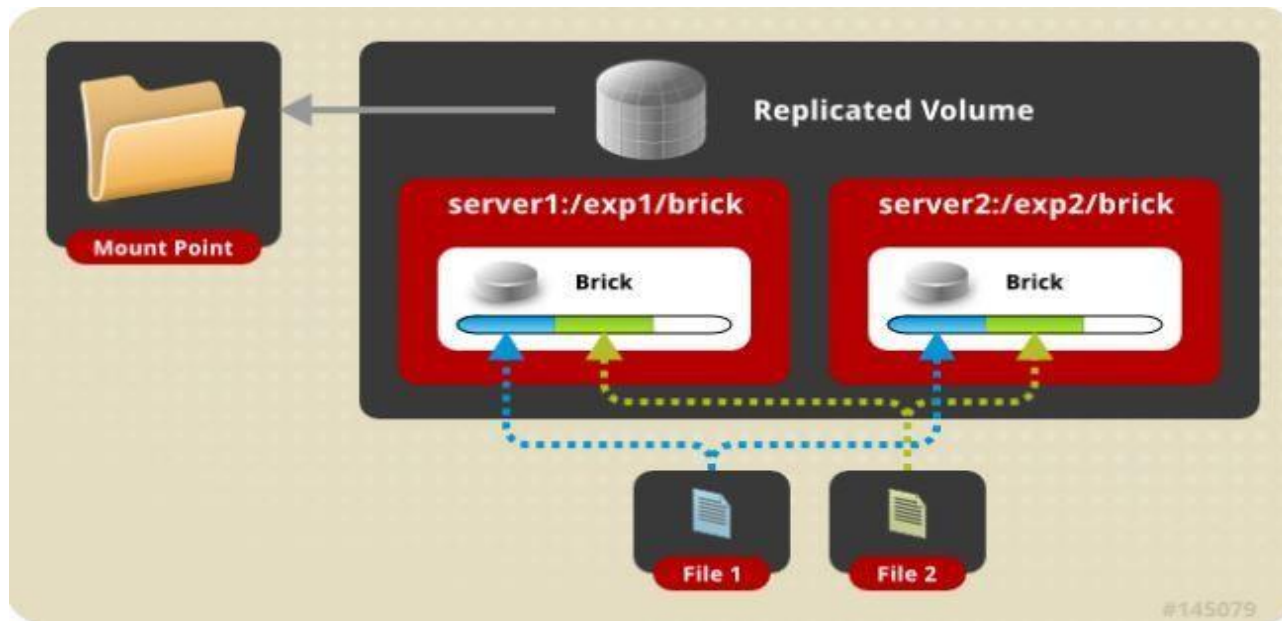 Replicated Volume
Mount Point
server1:/exp1/brick
server2:/exp2/brick
Brick
Brick
File 1
File 2
#145079